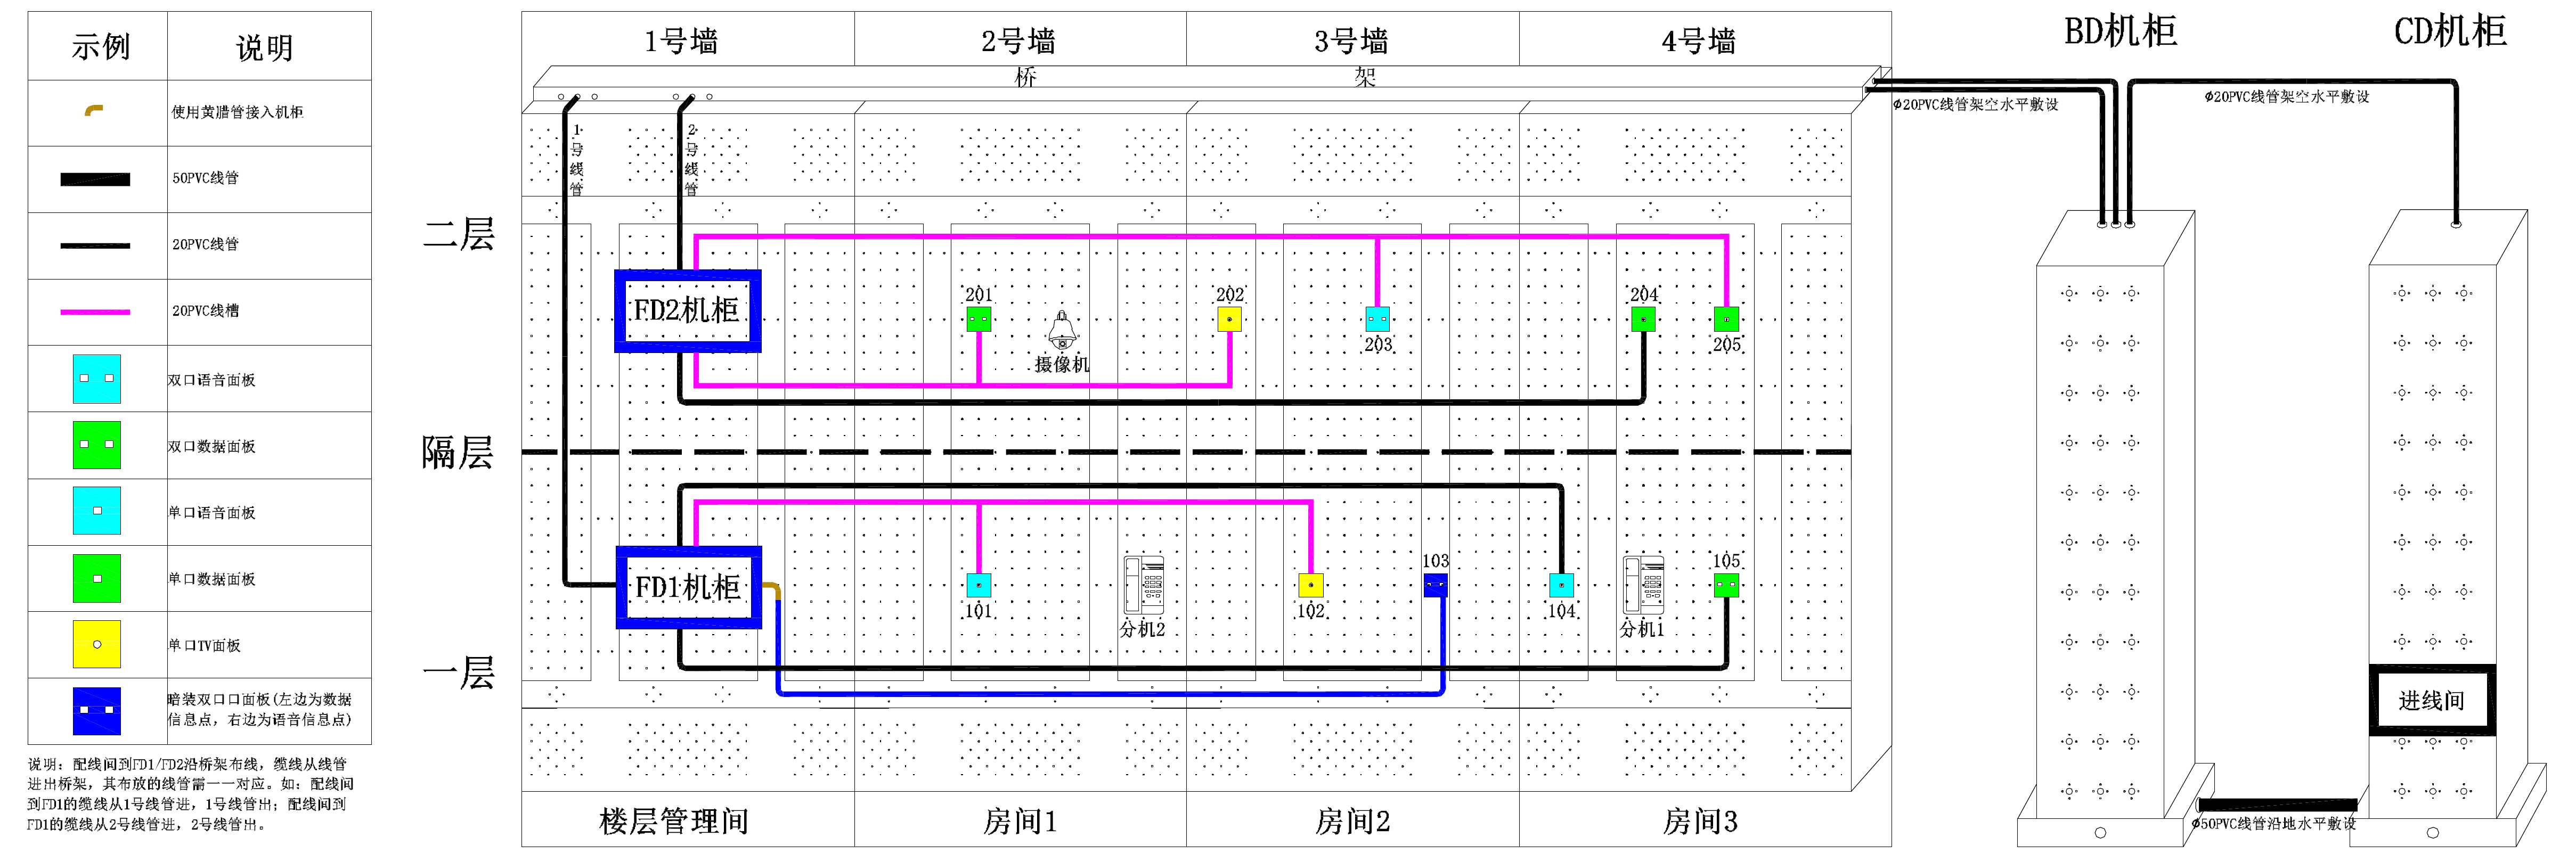 示例
说明
使用黄腊管接入机柜
50PVC线管
20PVC线管
20PVC线槽
双口语音面板
双口数据面板
单口语音面板
单口数据面板
单口TV面板
暗装双口口面板(左边为数据
信息点，右边为语音信息点)
说明：配线间到FD1/FD2沿桥架布线，缆线从线管
进出桥架，其布放的线管需一一对应。如：配线间
到FD1的缆线从1号线管进，1号线管出；配线间到
FD1的缆线从2号线管进，2号线管出。
1号墙
2号墙
3号墙
4号墙
桥
架
1号线管
2号线管
二层
隔层
一层
FD2机柜
201
摄像机
202
203
204
205
FD1机柜
101
分机2
102
103
104
分机1
105
楼层管理间
房间1
房间2
房间3
BD机柜
CD机柜
Φ20PVC线管架空水平敷设
Φ20PVC线管架空水平敷设
进线间
Φ50PVC线管沿地水平敷设